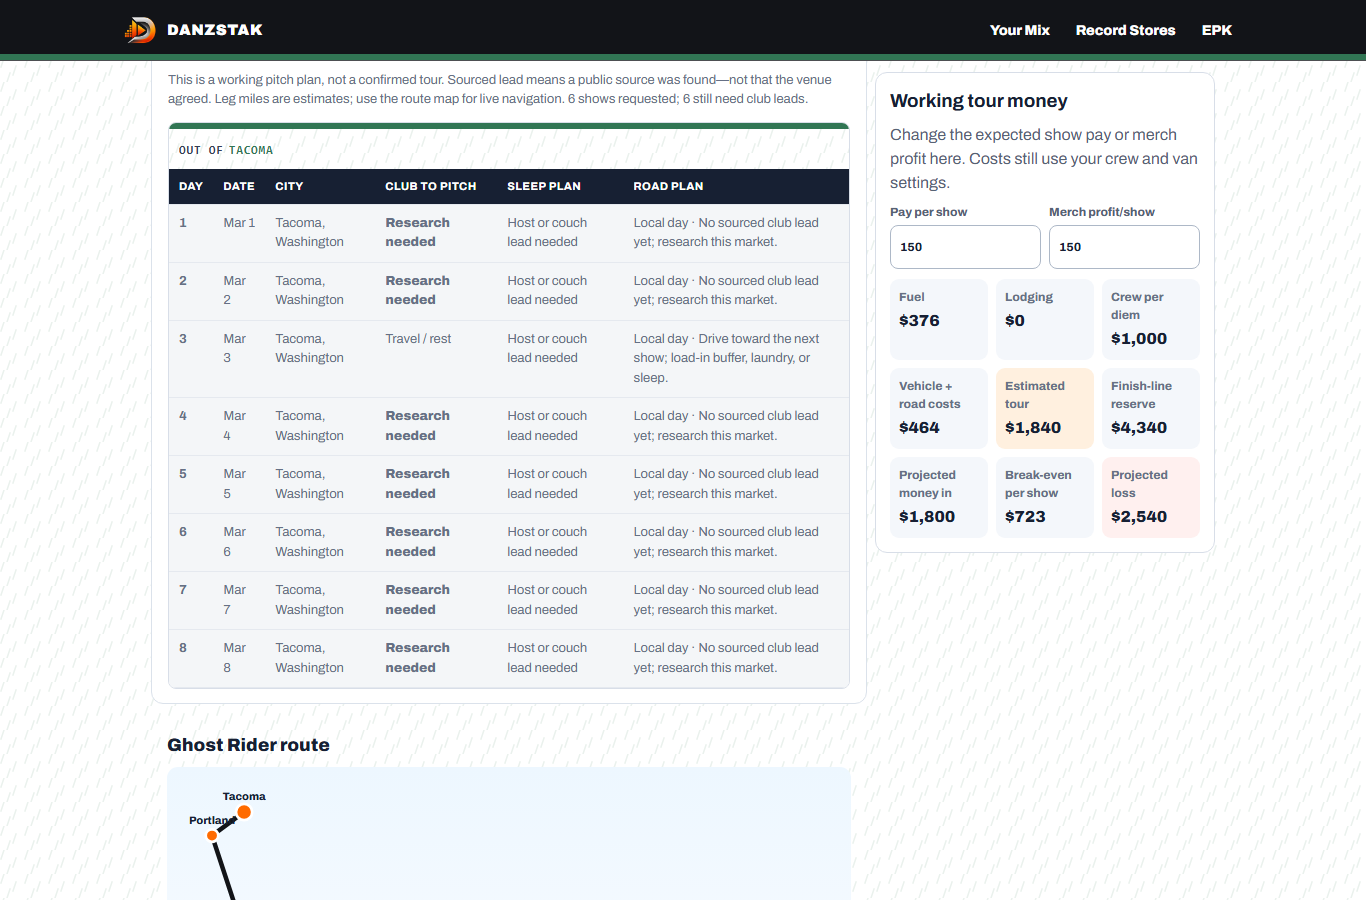 DANZSTAK
Your Mix
Record Stores
EPK
This is a working pitch plan, not a confirmed tour. Sourced lead means a public source was found—not that the venue
agreed. Leg miles are estimates; use the route map for live navigation. 6 shows requested; 6 still need club leads.
OUT OF TACOMA
DAY DATE CITY CLUB TO PITCH SLEEP PLAN ROAD PLAN
1 Mar 1 Tacoma, Research Host or couch Local day · No sourced club lead
Washington needed lead needed yet; research this market.
2 Mar Tacoma, Research Host or couch Local day · No sourced club lead
2 Washington needed lead needed yet; research this market.
3 Mar Tacoma, Travel / rest Host or couch Local day · Drive toward the next
3 Washington lead needed show; load-in buffer, laundry, or
sleep.
4 Mar Tacoma, Research Host or couch Local day · No sourced club lead
4 Washington needed lead needed yet; research this market.
5 Mar Tacoma, Research Host or couch Local day · No sourced club lead
5 Washington needed lead needed yet; research this market.
6 Mar Tacoma, Research Host or couch Local day · No sourced club lead
6 Washington needed lead needed yet; research this market.
7 Mar Tacoma, Research Host or couch Local day · No sourced club lead
7 Washington needed lead needed yet; research this market.
8 Mar Tacoma, Research Host or couch Local day · No sourced club lead
8 Washington needed lead needed yet; research this market.
Ghost Rider route
Tacoma
Portland
Working tour money
Change the expected show pay or merch
profit here. Costs still use your crew and van
settings.
Pay per show Merch profit/show
150 150
Fuel
$376
Lodging
$0
Crew per
diem
$1,000
Vehicle +
road costs
$464
Estimated
tour
$1,840
Finish-line
reserve
$4,340
Projected
money in
$1,800
Break-even
per show
$723
Projected
loss
$2,540